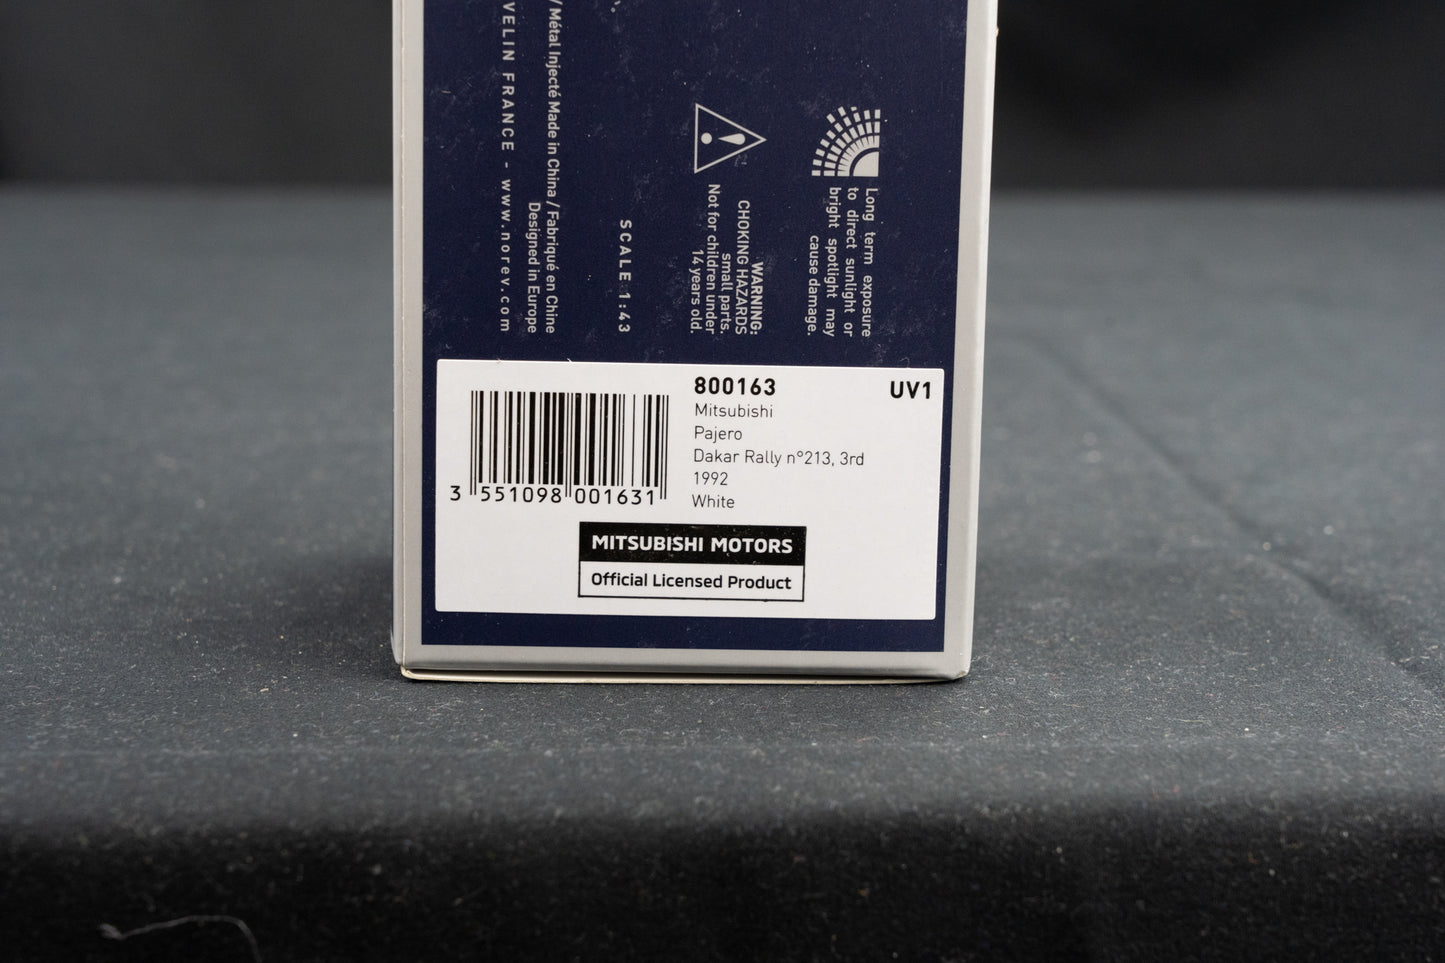 / Métal Injecté Made in China / Fabriqué en Chine
Designed in Europe
FRANCE - www.norev.com
SCALE 1:43
WARNING:
CHOKING HAZARDS
small parts.
Not for children under
14 years old.
Long term exposure
to direct sunlight or
bright spotlight may
cause damage.
800163
UV1
Mitsubishi
Pajero
Dakar Rally n°213, 3rd
1992
White
3 551098 001631
MITSUBISHI MOTORS
Official Licensed Product